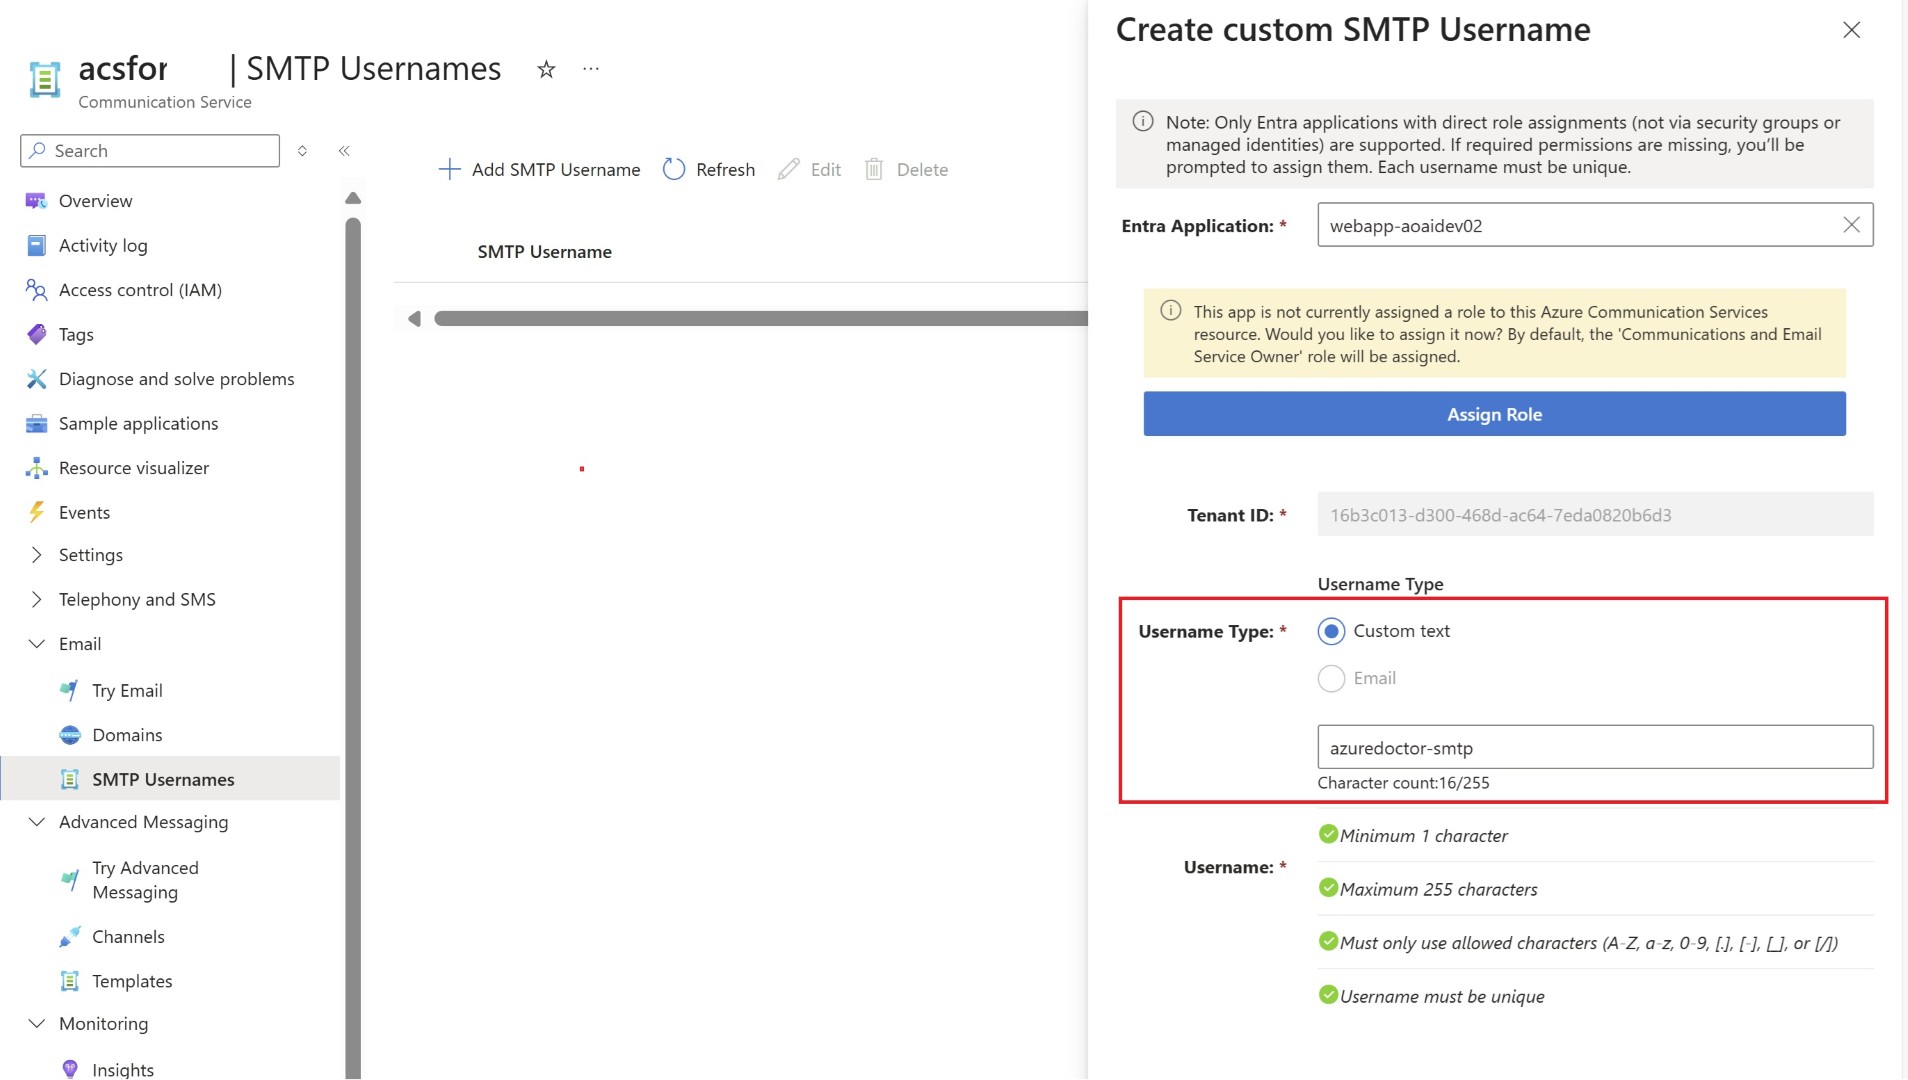 acsfor | SMTP Usernames
Communication Service
Search
Overview
Activity log
Access control (IAM)
Tags
Diagnose and solve problems
Sample applications
Resource visualizer
Events
Settings
Telephony and SMS
Email
Try Email
Domains
SMTP Usernames
Advanced Messaging
Try Advanced
Messaging
Channels
Templates
Monitoring
Insights
Add SMTP Username
Refresh
Edit
Delete
SMTP Username
Create custom SMTP Username
Note: Only Entra applications with direct role assignments (not via security groups or
managed identities) are supported. If required permissions are missing, you'll be
prompted to assign them. Each username must be unique.
Entra Application: * webapp-aoaidev02
This app is not currently assigned a role to this Azure Communication Services
resource. Would you like to assign it now? By default, the 'Communications and Email
Service Owner' role will be assigned.
Assign Role
Tenant ID: * 16b3c013-d300-468d-ac64-7eda0820b6d3
Username Type
Username Type: * Custom text
Email
azuredoctor-smtp
Character count:16/255
Minimum 1 character
Username: *
Maximum 255 characters
Must only use allowed characters (A-Z, a-z, 0-9, [.], [-], [_], or [/])
Username must be unique